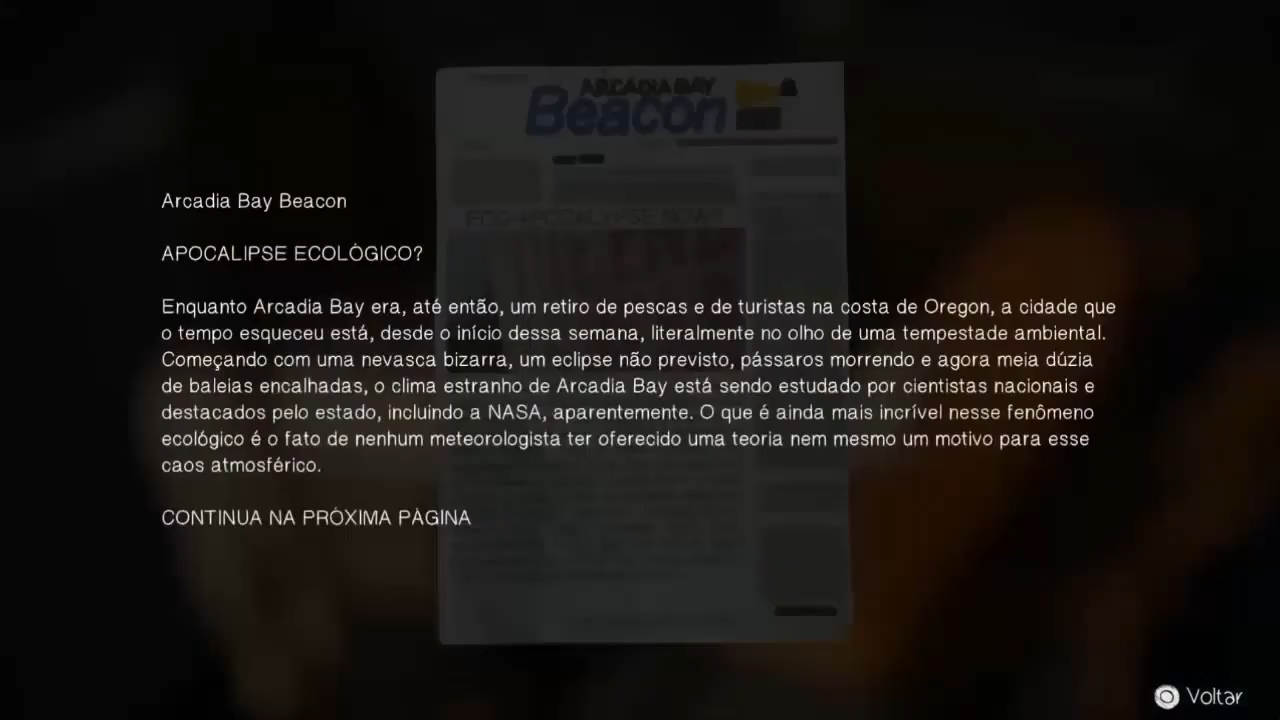 ARCADIA BAY
Beacon
ECO-APOCALYPSE NOW?
Arcadia Bay Beacon
APOCALIPSE ECOLÓGICO?
Enquanto Arcadia Bay era, até então, um retiro de pescas e de turistas na costa de Oregon, a cidade que
o tempo esqueceu está, desde o início dessa semana, literalmente no olho de uma tempestade ambiental.
Começando com uma nevasca bizarra, um eclipse não previsto, pássaros morrendo e agora meia dúzia
de baleias encalhadas, o clima estranho de Arcadia Bay está sendo estudado por cientistas nacionais e
destacados pelo estado, incluindo a NASA, aparentemente. O que é ainda mais incrível nesse fenômeno
ecológico é o fato de nenhum meteorologista ter oferecido uma teoria nem mesmo um motivo para esse
caos atmosférico.
CONTINUA NA PRÓXIMA PÁGINA
Voltar